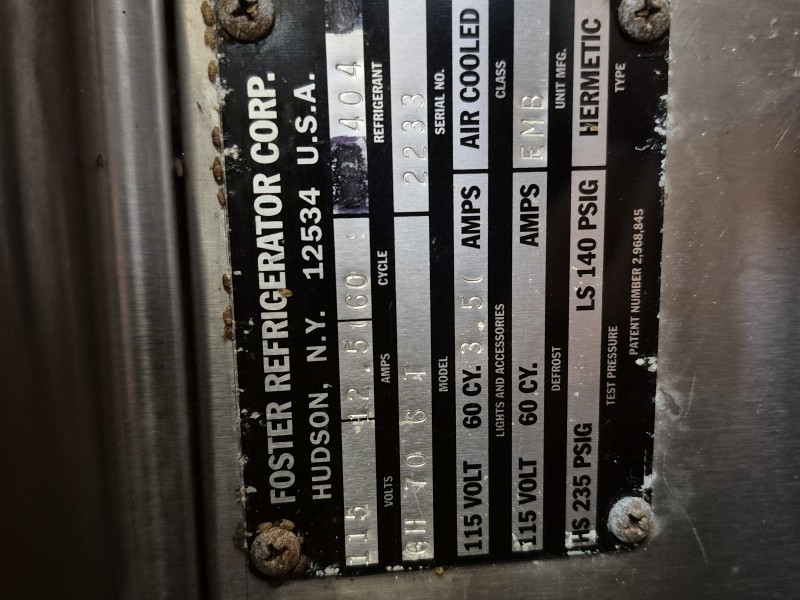 FOSTER REFRIGERATOR CORP.
HUDSON, N.Y. 12534 U.S.A.
115 12.5 60 404
VOLTS AMPS CYCLE REFRIGERANT
70 6T 2233
MODEL SERIAL NO.
115 VOLT 60 CY. 3.5 AMPS AIR COOLED
LIGHTS AND ACCESSORIES CLASS
115 VOLT 60 CY. AMPS EMB
DEFROST UNIT MFG.
HS 235 PSIG LS 140 PSIG HERMETIC
TEST PRESSURE TYPE
PATENT NUMBER 2,968,845